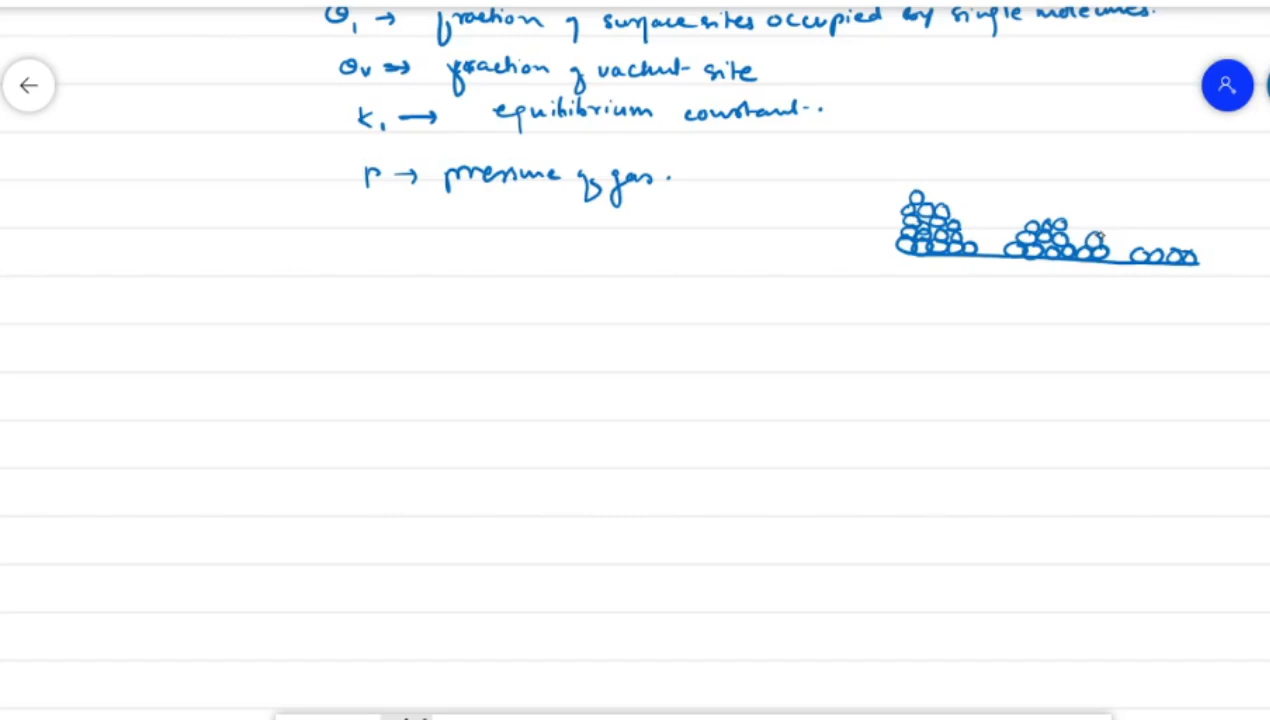 θ₁ → fraction of surface sites occupied by single molecules.
θᵥ → fraction of vacunt site
K₁ → equilibrium constant..
P → pressure of gas.